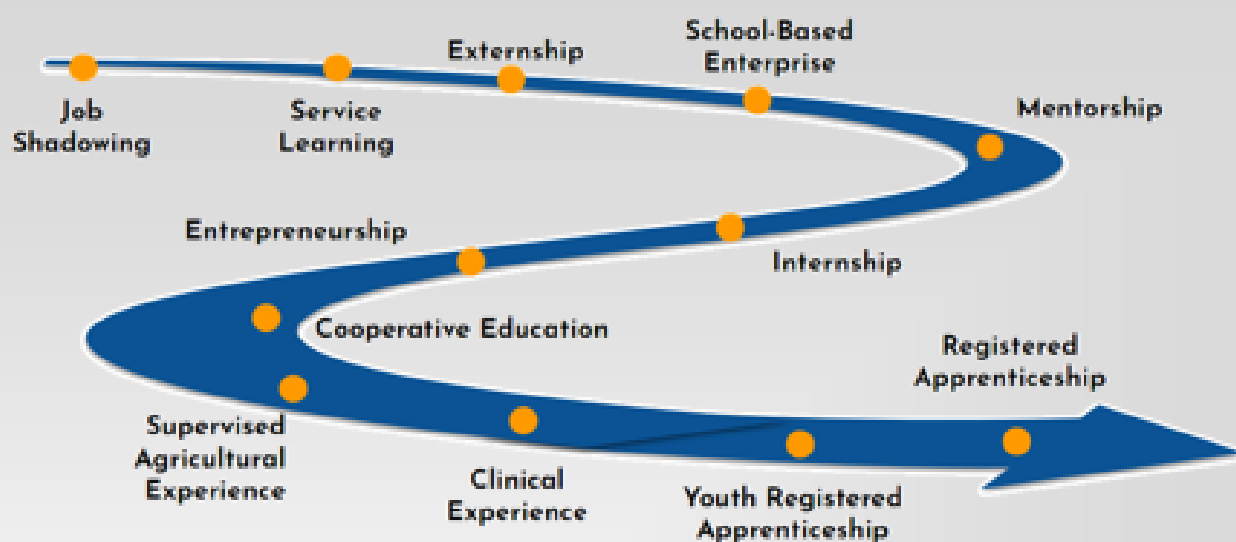 Job
Shadowing
Service
Learning
Externship
School-Based
Enterprise
Mentorship
Internship
Entrepreneurship
Cooperative Education
Supervised
Agricultural
Experience
Clinical
Experience
Youth Registered
Apprenticeship
Registered
Apprenticeship